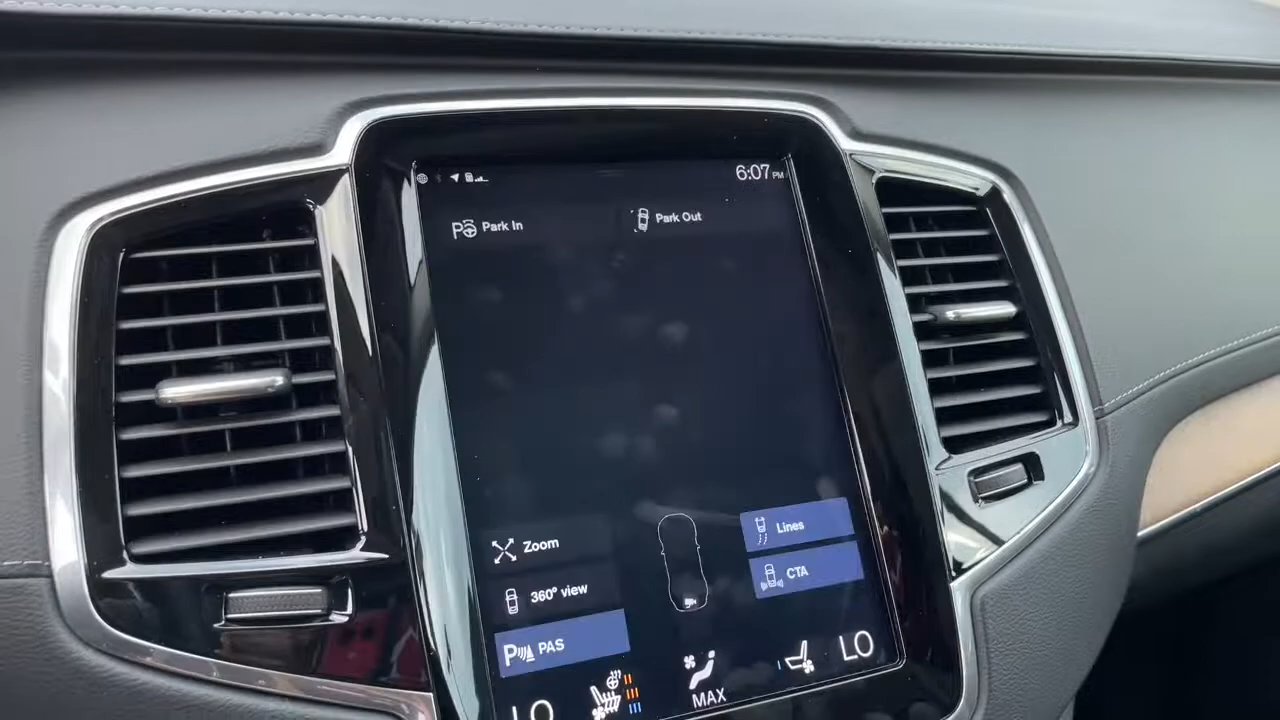 6:07 PM
Park In
Park Out
Zoom
Lines
360° view
CTA
PAS
LO
MAX
LO